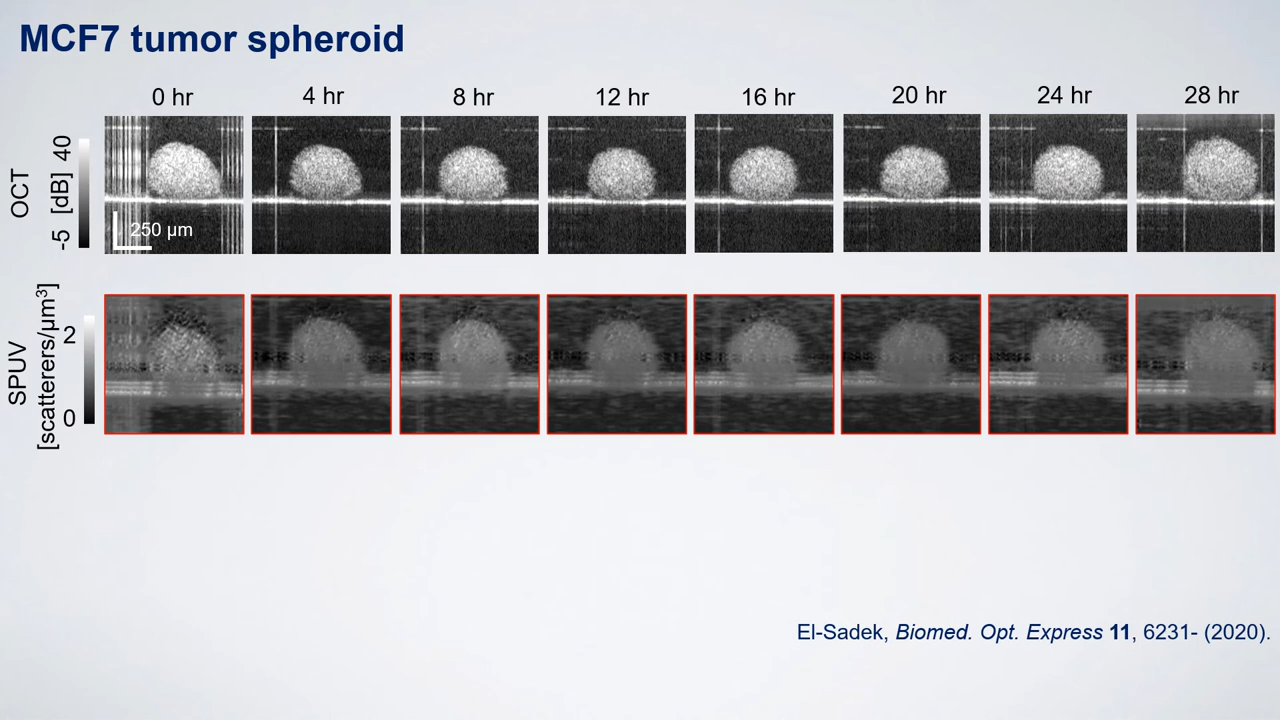 MCF7 tumor spheroid
0 hr 4 hr 8 hr 12 hr 16 hr 20 hr 24 hr 28 hr
OCT
-5 [dB] 40
250 µm
SPUV
[scatterers/µm³]
2
0
El-Sadek, Biomed. Opt. Express 11, 6231- (2020).